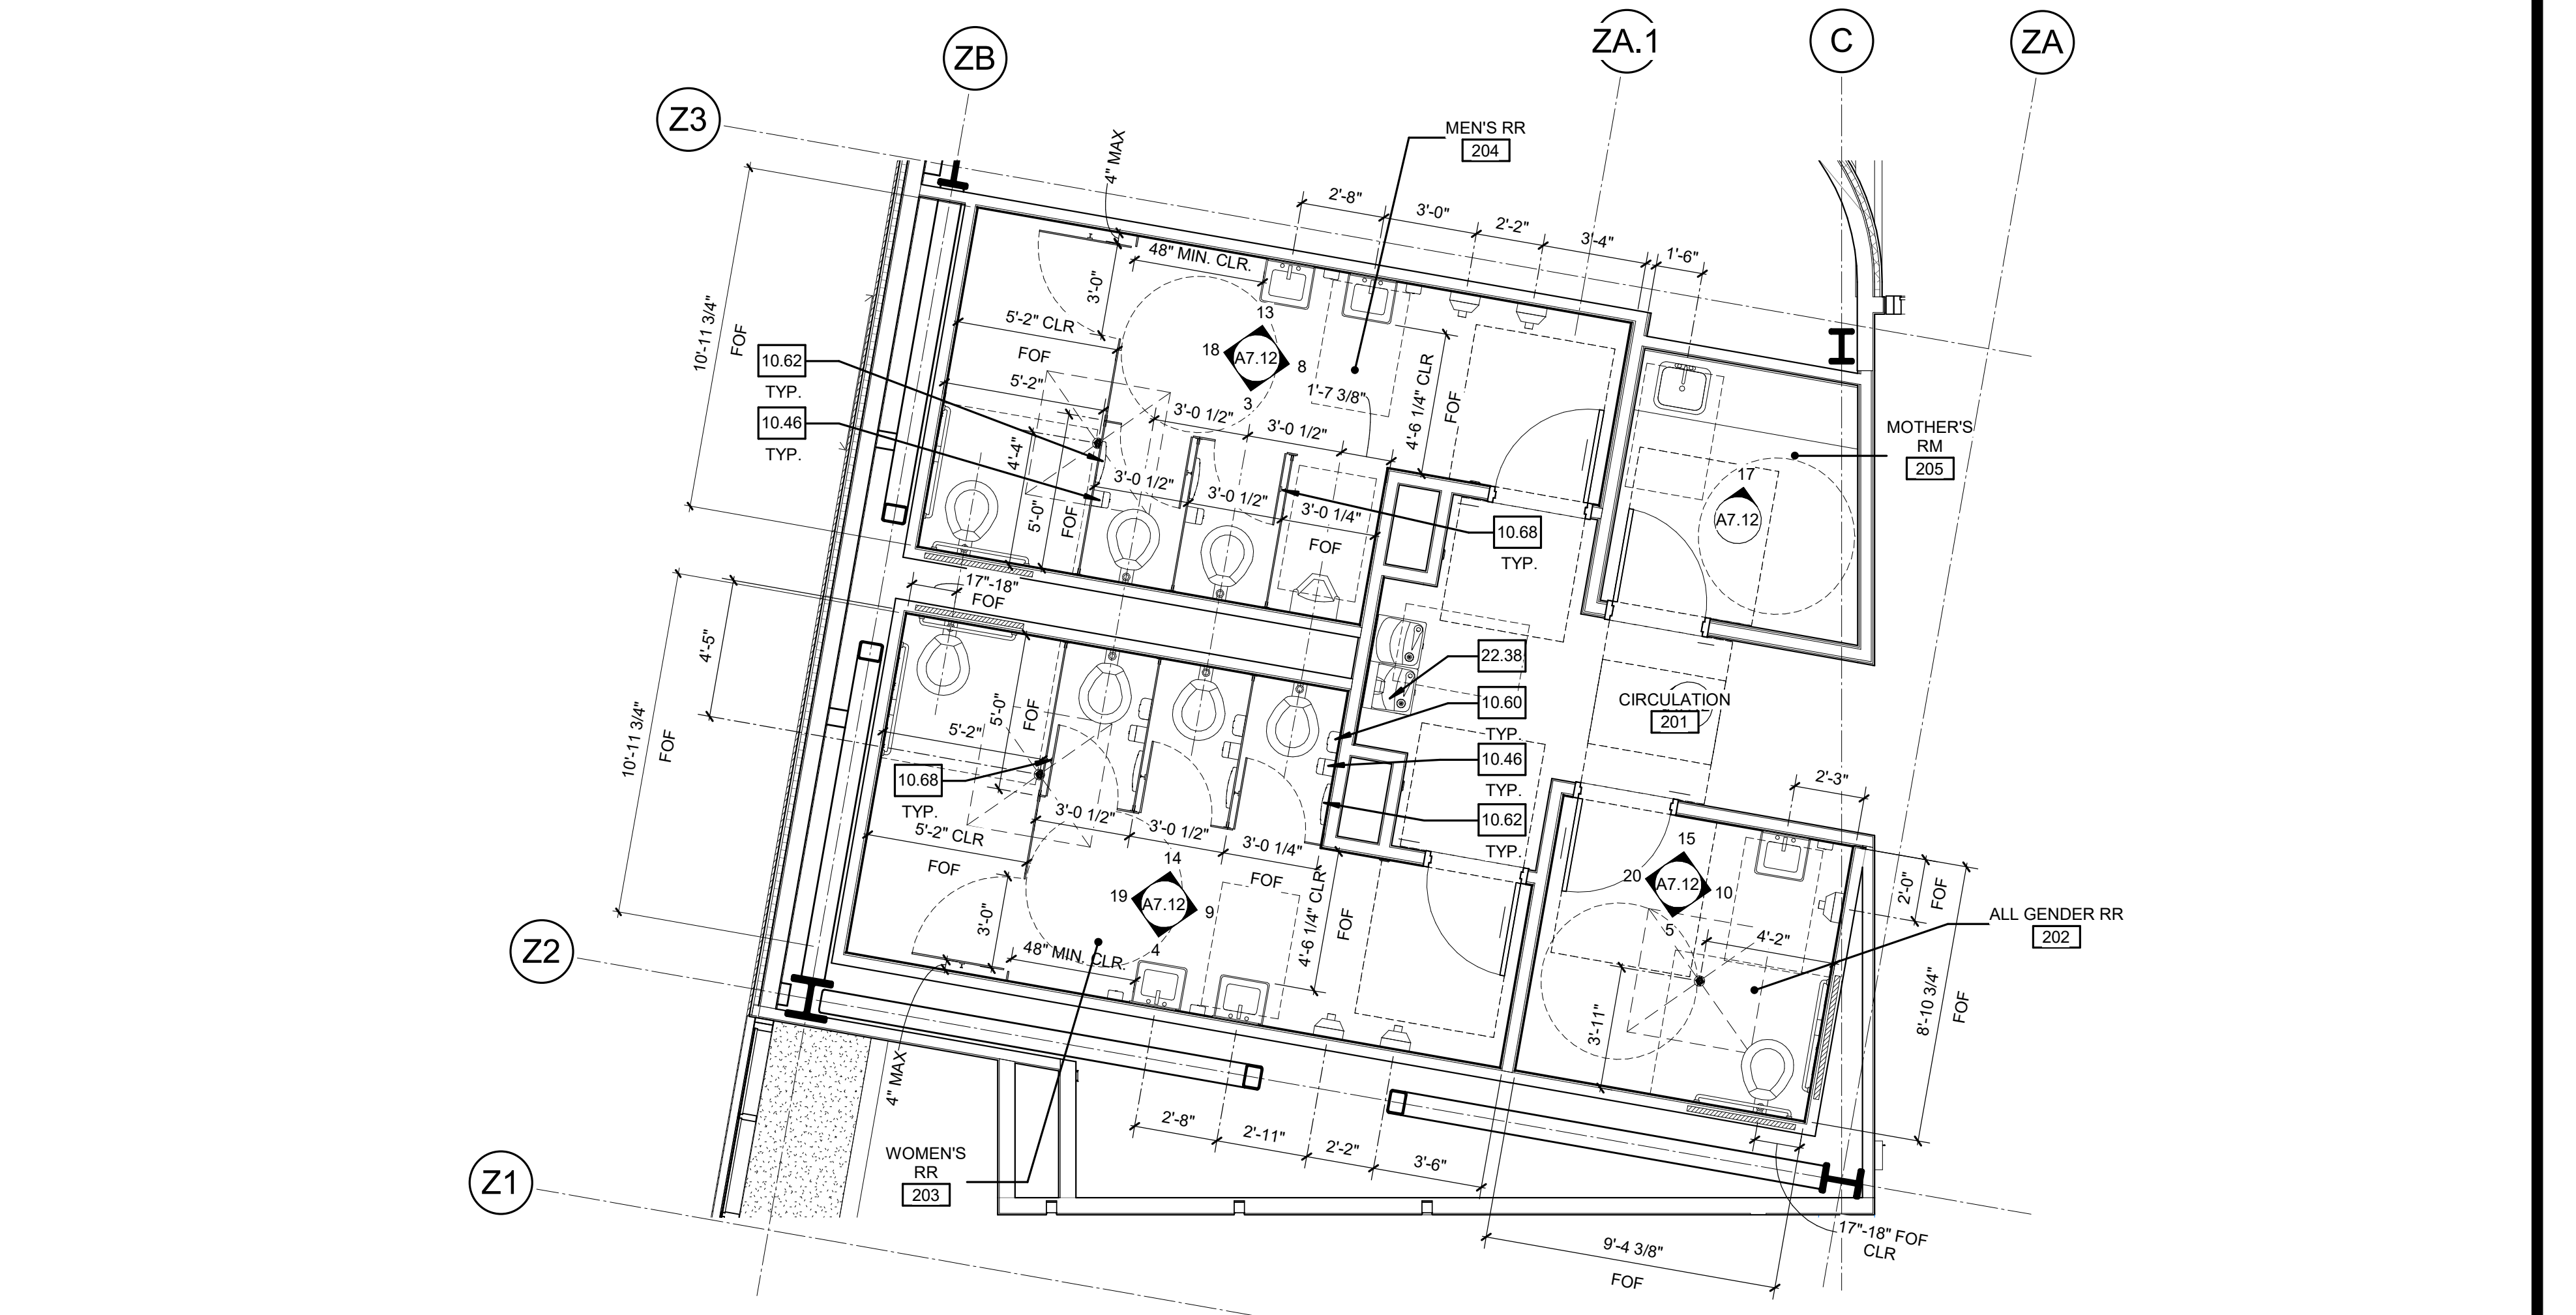 ZB
ZA.1
C
ZA
Z3
MEN'S RR
204
4" MAX
2'-8"
3'-0"
2'-2"
3'-4"
1'-6"
48" MIN. CLR.
3'-0"
10'-11 3/4"
FOF
5'-2" CLR
FOF
13
18
A7.12
8
3
10.62
TYP.
5'-2"
1'-7 3/8"
4'-6 1/4" CLR
FOF
10.46
TYP.
3'-0 1/2"
3'-0 1/2"
4'-4"
MOTHER'S
RM
205
17
A7.12
3'-0 1/2"
3'-0 1/2"
3'-0 1/4"
FOF
5'-0"
FOF
10.68
TYP.
17"-18"
FOF
4'-5"
22.38
10.60
TYP.
10.46
TYP.
10.62
TYP.
CIRCULATION
201
5'-0"
FOF
5'-2"
10'-11 3/4"
FOF
10.68
TYP.
3'-0 1/2"
3'-0 1/2"
3'-0 1/4"
FOF
5'-2" CLR
FOF
2'-3"
15
20
A7.12
10
5
14
19
A7.12
9
4
4'-6 1/4" CLR
FOF
3'-0"
48" MIN. CLR.
2'-0"
FOF
ALL GENDER RR
202
4'-2"
3'-11"
8'-10 3/4"
FOF
Z2
4" MAX
2'-8"
2'-11"
2'-2"
3'-6"
WOMEN'S
RR
203
Z1
17"-18" FOF
CLR
9'-4 3/8"
FOF